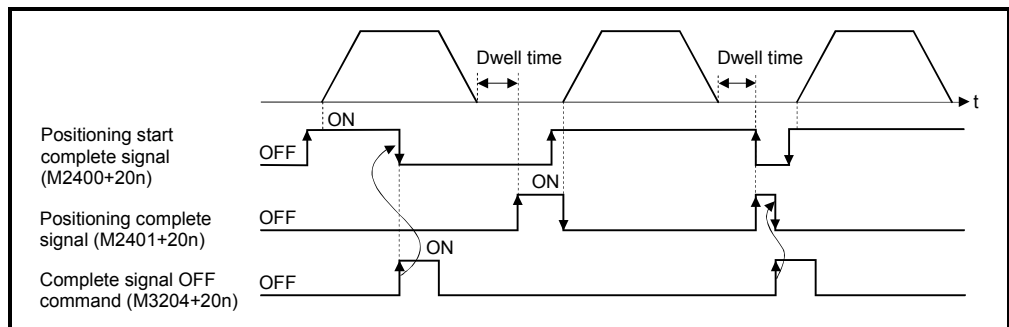 Dwell time
Dwell time
t
ON
Positioning start
complete signal
(M2400+20n)
OFF
ON
Positioning complete
signal (M2401+20n)
OFF
ON
Complete signal OFF
command (M3204+20n)
OFF